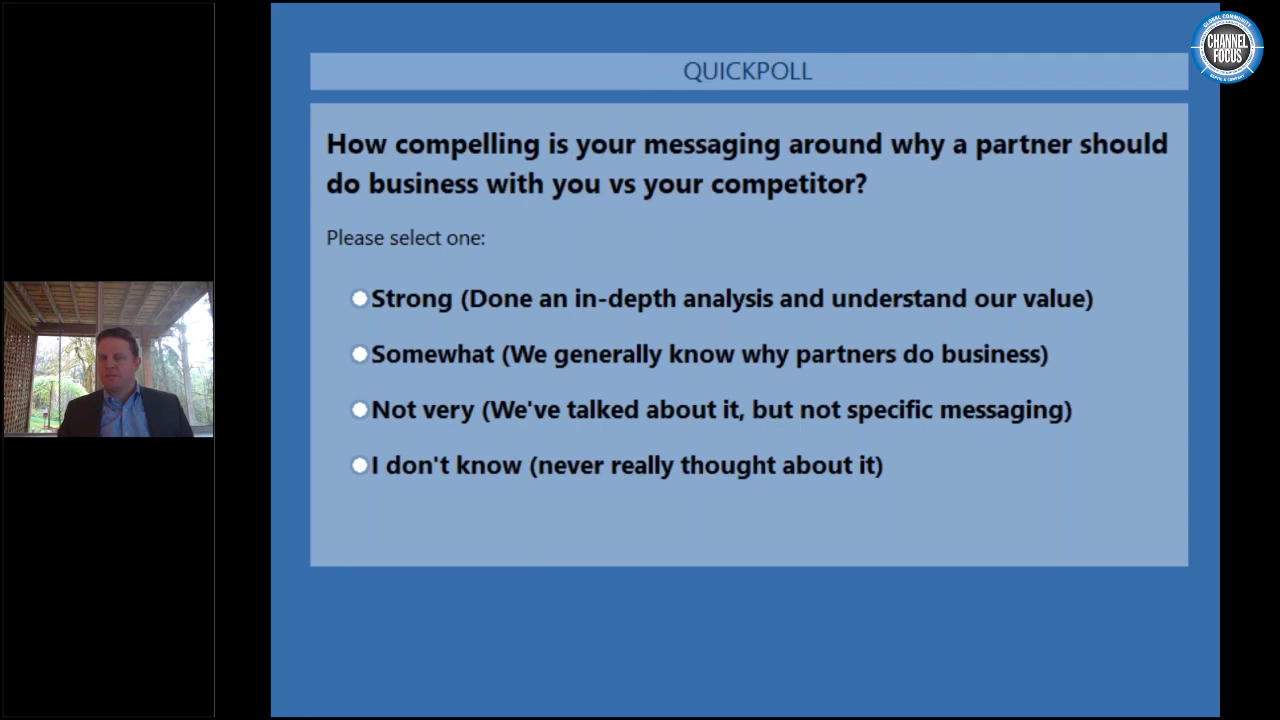 QUICKPOLL
GLOBAL COMMUNITY
CHANNEL
FOCUS
How compelling is your messaging around why a partner should
do business with you vs your competitor?
Please select one:
Strong (Done an in-depth analysis and understand our value)
Somewhat (We generally know why partners do business)
Not very (We've talked about it, but not specific messaging)
I don't know (never really thought about it)